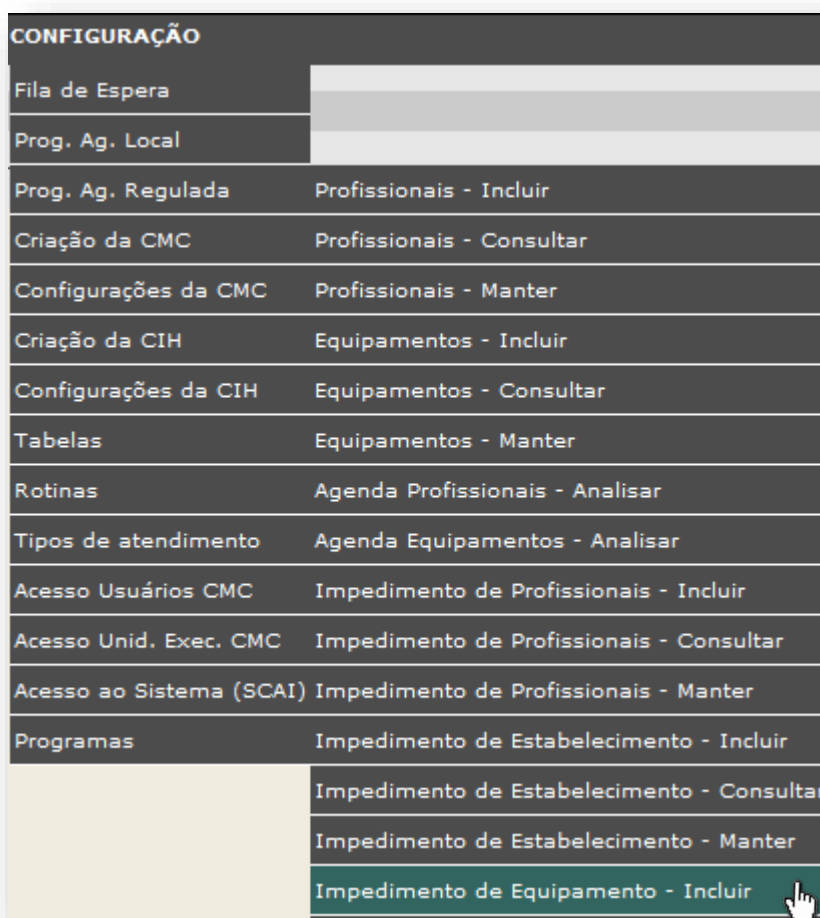 CONFIGURAÇÃO
Fila de Espera
Prog. Ag. Local
Prog. Ag. Regulada
Criação da CMC
Configurações da CMC
Criação da CIH
Configurações da CIH
Tabelas
Rotinas
Tipos de atendimento
Acesso Usuários CMC
Acesso Unid. Exec. CMC
Acesso ao Sistema (SCAI)
Programas
Profissionais - Incluir
Profissionais - Consultar
Profissionais - Manter
Equipamentos - Incluir
Equipamentos - Consultar
Equipamentos - Manter
Agenda Profissionais - Analisar
Agenda Equipamentos - Analisar
Impedimento de Profissionais - Incluir
Impedimento de Profissionais - Consultar
Impedimento de Profissionais - Manter
Impedimento de Estabelecimento - Incluir
Impedimento de Estabelecimento - Consultar
Impedimento de Estabelecimento - Manter
Impedimento de Equipamento - Incluir